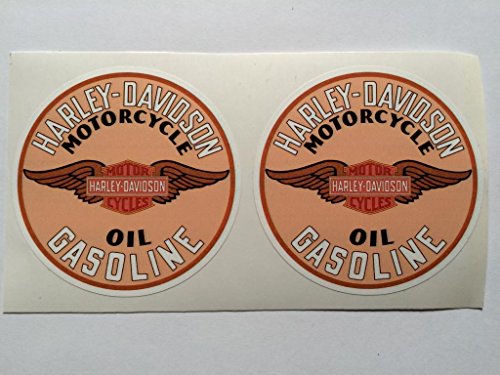 HARLEY-DAVIDSON
MOTORCYCLE
MOTOR
HARLEY-DAVIDSON
CYCLES
OIL
GASOLINE
HARLEY-DAVIDSON
MOTORCYCLE
MOTOR
HARLEY-DAVIDSON
CYCLES
OIL
GASOLINE